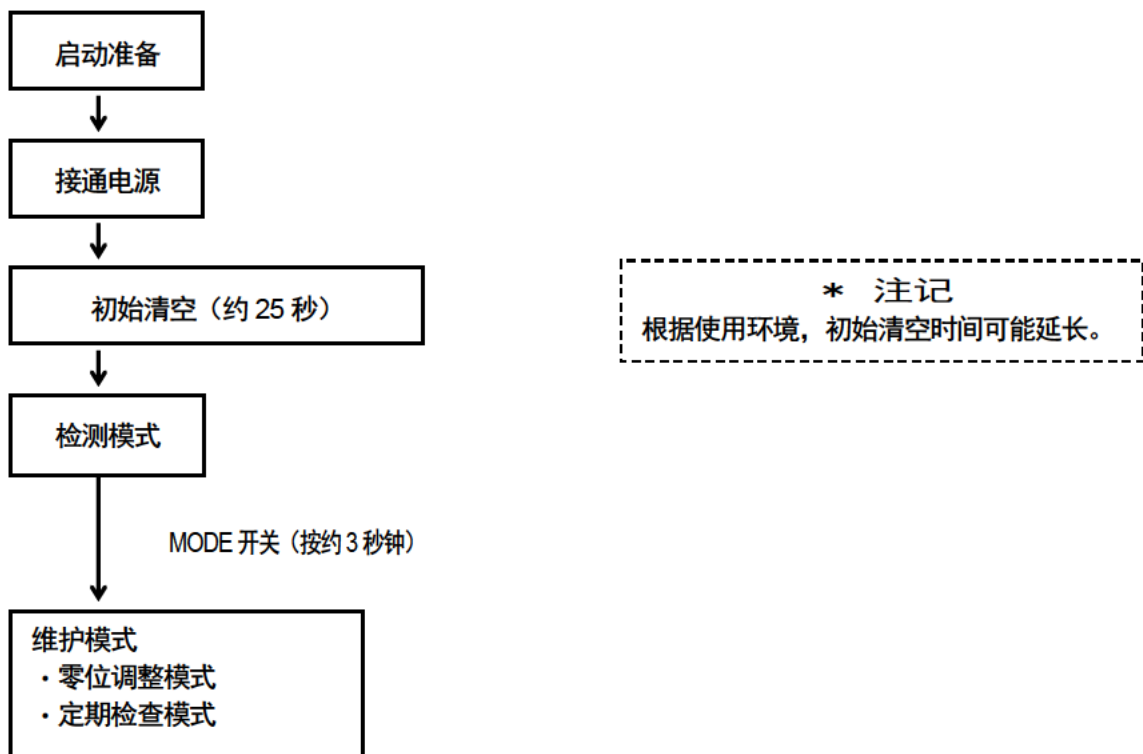 启动准备
接通电源
初始清空（约 25 秒）
* 注记
根据使用环境，初始清空时间可能延长。
检测模式
MODE 开关（按约 3 秒钟）
维护模式
・零位调整模式
・定期检查模式